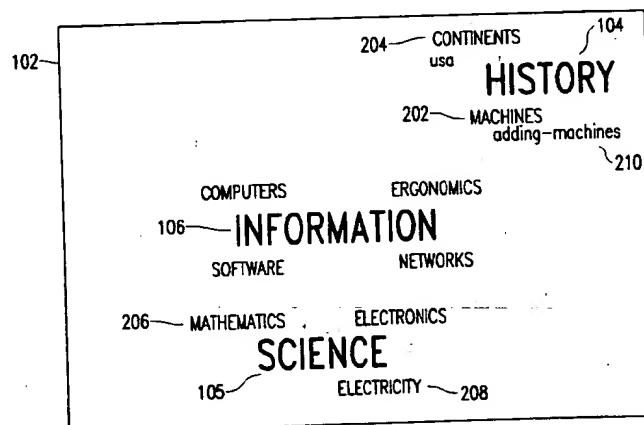 204 CONTINENTS 104
102 usa HISTORY
202 MACHINES
adding-machines
210
COMPUTERS ERGONOMICS
106 INFORMATION
SOFTWARE NETWORKS
206 MATHEMATICS ELECTRONICS
SCIENCE
105 ELECTRICITY 208